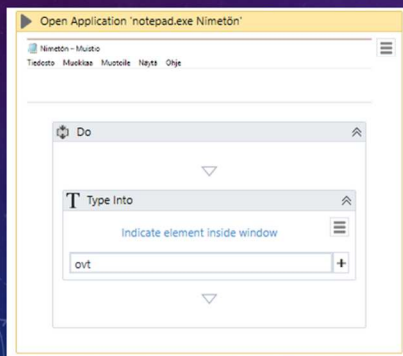 Open Application 'notepad.exe Nimetön'
Nimetön – Muistio
Tiedosto Muokkaa Muotoile Näytä Ohje
Do
T Type Into
Indicate element inside window
ovt +